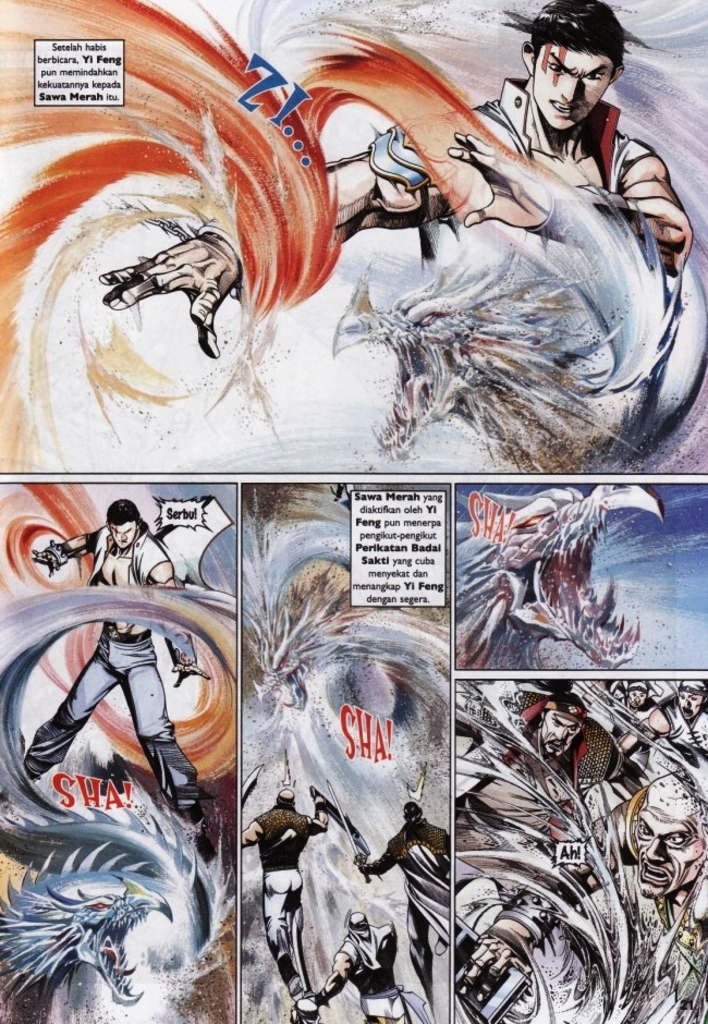 Setelah habis
berbicara, Yi Feng
pun memindahkan
kekuatannya kepada
Sawa Merah itu.
ZI...
Serbu!
SHA!
Sawa Merah yang
diaktifkan oleh Yi
Feng pun menerpa
pengikut-pengikut
Perikatan Badai
Sakti yang cuba
menyekat dan
menangkap Yi Feng
dengan segera.
SHA!
SHA!
Ah!
21